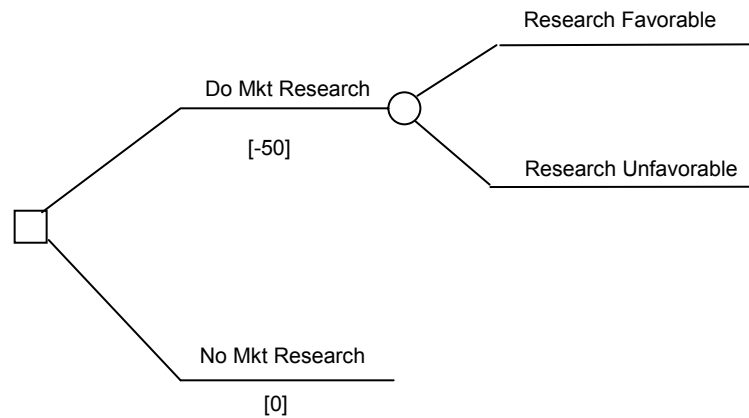 Research Favorable
Do Mkt Research
[-50]
Research Unfavorable
No Mkt Research
[0]